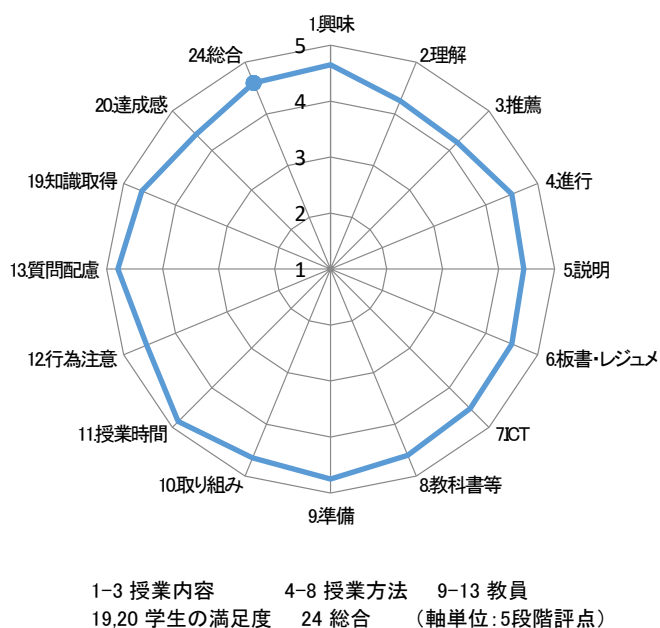 1.興味
2.理解
3.推薦
4.進行
5.説明
6.板書・レジュメ
7.ICT
8.教科書等
9.準備
10.取り組み
11.授業時間
12.行為注意
13.質問配慮
19.知識取得
20.達成感
24.総合
5
4
3
2
1
1-3 授業内容 4-8 授業方法 9-13 教員
19,20 学生の満足度 24 総合 (軸単位:5段階評点)